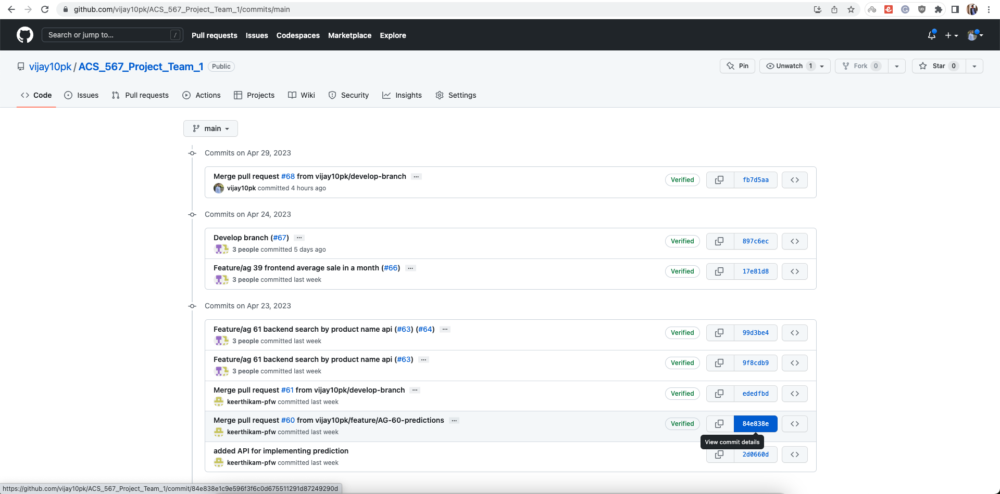 github.com/vijay10pk/ACS_567_Project_Team_1/commits/main
Search or jump to... /
Pull requests Issues Codespaces Marketplace Explore
vijay10pk / ACS_567_Project_Team_1 Public
Pin Unwatch 1 Fork 0 Star 0
Code Issues Pull requests Actions Projects Wiki Security Insights Settings
main
Commits on Apr 29, 2023
Merge pull request #68 from vijay10pk/develop-branch ...
Verified fb7d5aa
vijay10pk committed 4 hours ago
Commits on Apr 24, 2023
Develop branch (#67) ...
Verified 897c6ec
3 people committed 5 days ago
Feature/ag 39 frontend average sale in a month (#66) ...
Verified 17e81d8
3 people committed last week
Commits on Apr 23, 2023
Feature/ag 61 backend search by product name api (#63) (#64) ...
Verified 99d3be4
3 people committed last week
Feature/ag 61 backend search by product name api (#63) ...
Verified 9f8cdb9
3 people committed last week
Merge pull request #61 from vijay10pk/develop-branch ...
Verified ededfbd
keerthikam-pfw committed last week
Merge pull request #60 from vijay10pk/feature/AG-60-predictions ...
Verified 84e838e
keerthikam-pfw committed last week
View commit details
added API for implementing prediction
2d0660d
keerthikam-pfw committed last week
https://github.com/vijay10pk/ACS_567_Project_Team_1/commit/84e838e1c9e596f3f6c0d675511291d87249290d